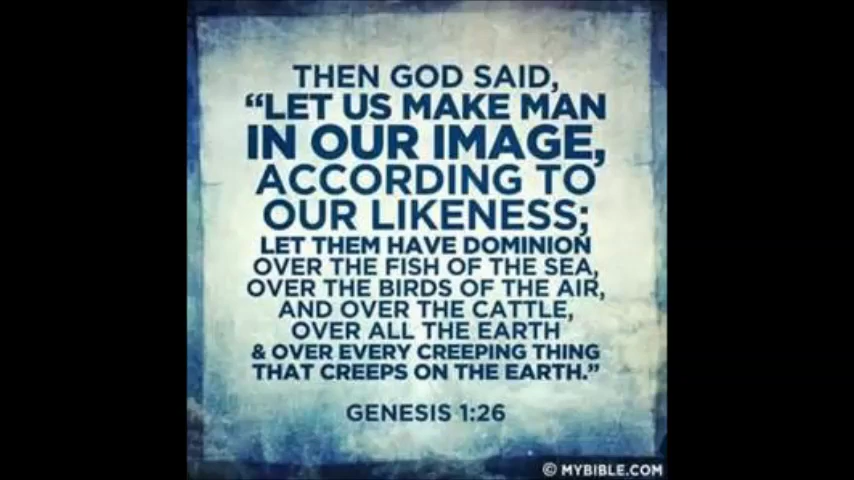 THEN GOD SAID,
“LET US MAKE MAN
IN OUR IMAGE,
ACCORDING TO
OUR LIKENESS;
LET THEM HAVE DOMINION
OVER THE FISH OF THE SEA,
OVER THE BIRDS OF THE AIR,
AND OVER THE CATTLE,
OVER ALL THE EARTH
& OVER EVERY CREEPING THING
THAT CREEPS ON THE EARTH.”
GENESIS 1:26
© MYBIBLE.COM